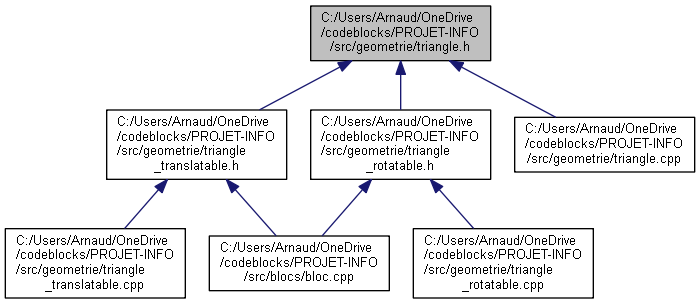 C:/Users/Arnaud/OneDrive
/codeblocks/PROJET-INFO
/src/geometrie/triangle.h
C:/Users/Arnaud/OneDrive
/codeblocks/PROJET-INFO
/src/geometrie/triangle
_translatable.h
C:/Users/Arnaud/OneDrive
/codeblocks/PROJET-INFO
/src/geometrie/triangle
_rotatable.h
C:/Users/Arnaud/OneDrive
/codeblocks/PROJET-INFO
/src/geometrie/triangle.cpp
C:/Users/Arnaud/OneDrive
/codeblocks/PROJET-INFO
/src/geometrie/triangle
_translatable.cpp
C:/Users/Arnaud/OneDrive
/codeblocks/PROJET-INFO
/src/blocs/bloc.cpp
C:/Users/Arnaud/OneDrive
/codeblocks/PROJET-INFO
/src/geometrie/triangle
_rotatable.cpp